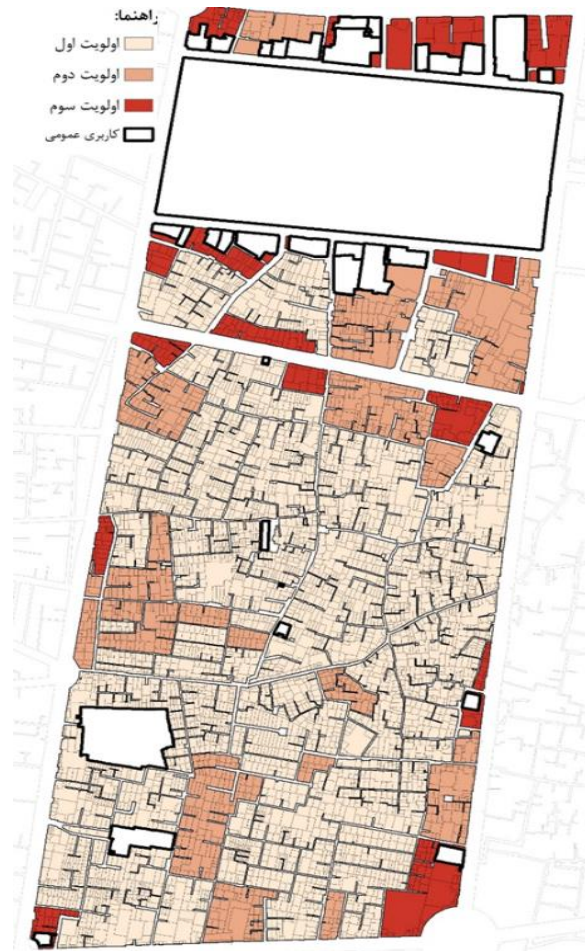 راهنما:
اولویت اول
اولویت دوم
اولویت سوم
کاربری عمومی